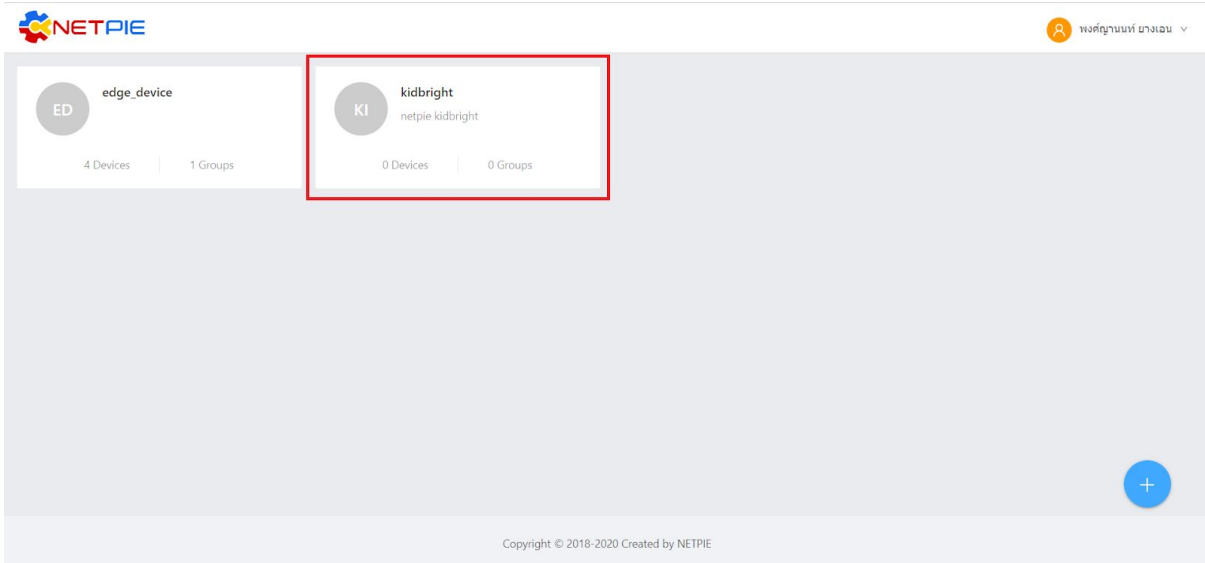 NETPIE
พงศ์ญานนท์ ยางเอน
ED
edge_device
4 Devices
1 Groups
KI
kidbright
netpie kidbright
0 Devices
0 Groups
+
Copyright © 2018-2020 Created by NETPIE